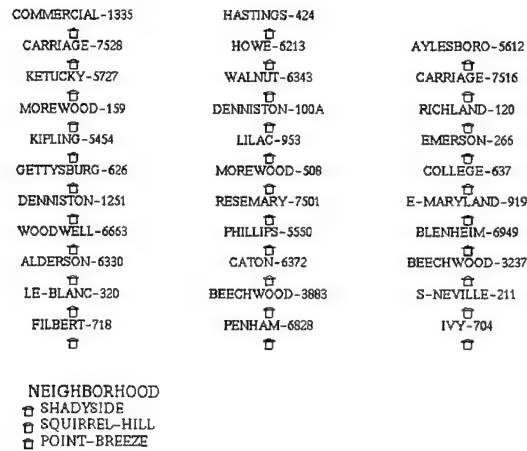 COMMERCIAL-1335 HASTINGS-424
CARRIAGE-7528 HOWE-6213 AYLESBORO-5612
KETUCKY-5727 WALNUT-6343 CARRIAGE-7516
MOREWOOD-159 DENNISTON-100A RICHLAND-120
KIPLING-5454 LILAC-953 EMERSON-266
GETTYSBURG-626 MOREWOOD-508 COLLEGE-637
DENNISTON-1251 RESEMARY-7501 E-MARYLAND-919
WOODWELL-6663 PHILLIPS-5550 BLENHEIM-6949
ALDERSON-6330 CATON-6372 BEECHWOOD-3237
LE-BLANC-320 BEECHWOOD-3883 S-NEVILLE-211
FILBERT-718 PENHAM-6828 IVY-704
NEIGHBORHOOD
SHADYSIDE
SQUIRREL-HILL
POINT-BREEZE